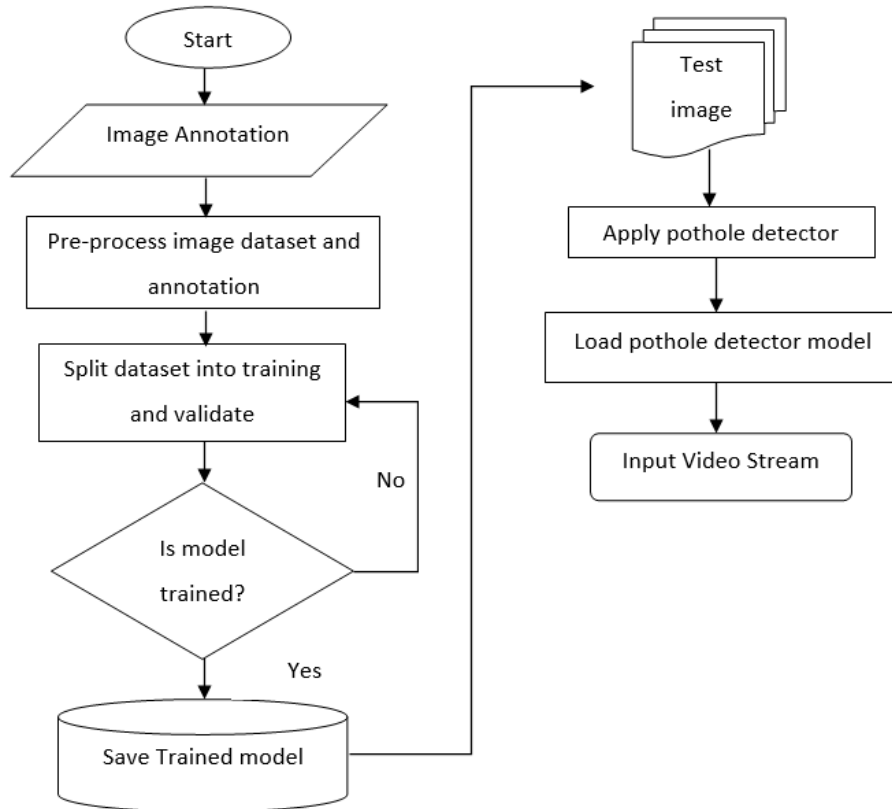 Start
Image Annotation
Pre-process image dataset and
annotation
Split dataset into training
and validate
No
Is model
trained?
Yes
Save Trained model
Test
image
Apply pothole detector
Load pothole detector model
Input Video Stream